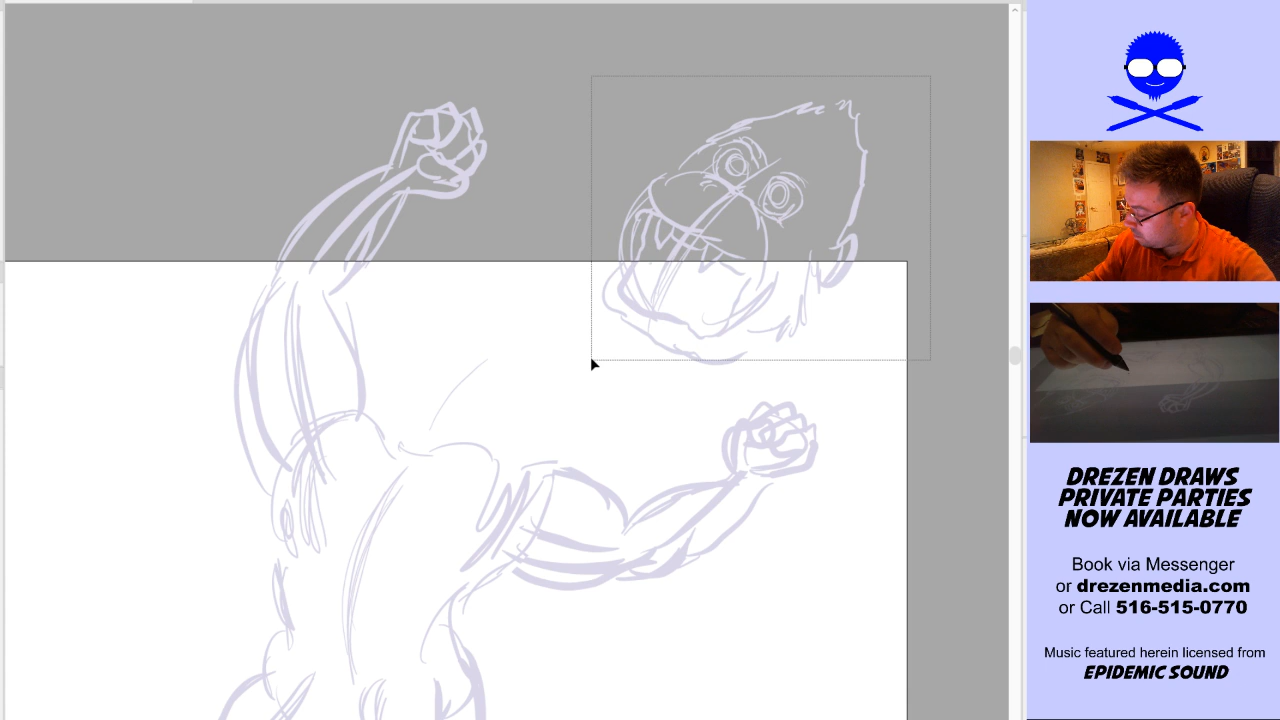 DREZEN DRAWS
PRIVATE PARTIES
NOW AVAILABLE
Book via Messenger
or drezenmedia.com
or Call 516-515-0770
Music featured herein licensed from
EPIDEMIC SOUND